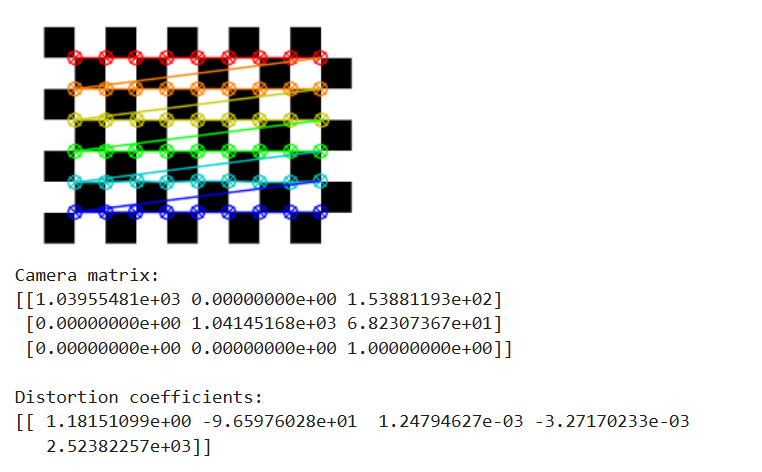 Camera matrix:
[[1.03955481e+03 0.00000000e+00 1.53881193e+02]
 [0.00000000e+00 1.04145168e+03 6.82307367e+01]
 [0.00000000e+00 0.00000000e+00 1.00000000e+00]]
Distortion coefficients:
[[ 1.18151099e+00 -9.65976028e+01  1.24794627e-03 -3.27170233e-03
   2.52382257e+03]]